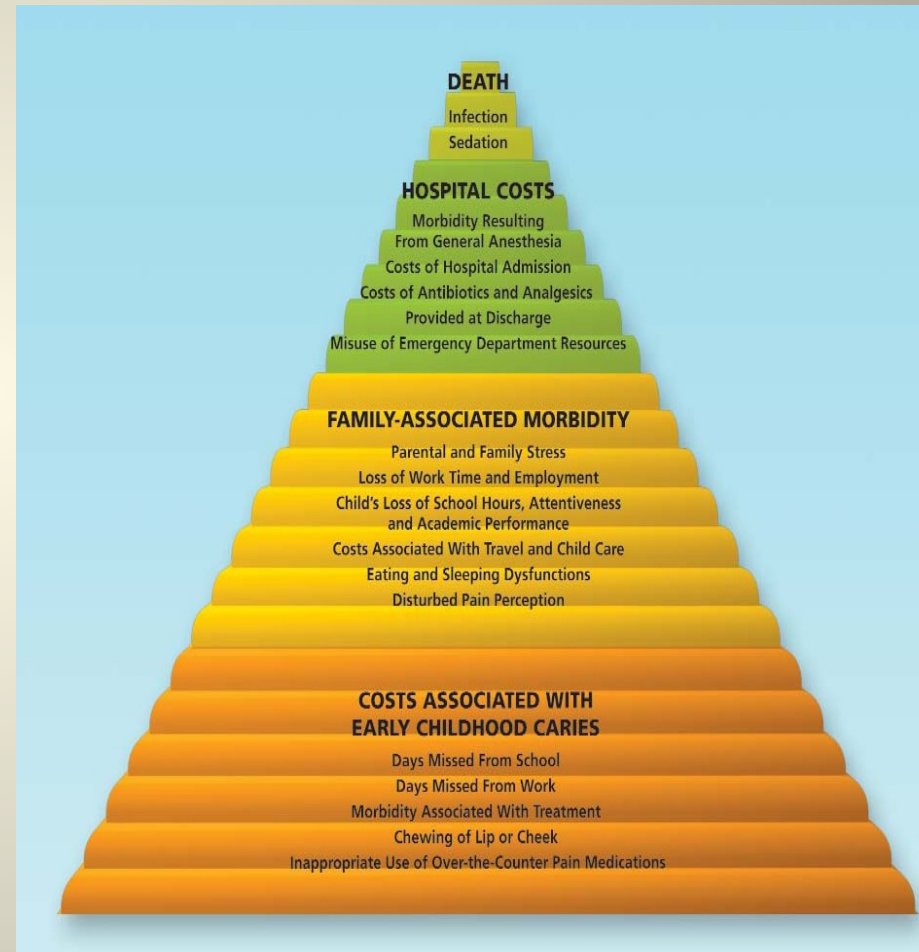 DEATH
Infection
Sedation
HOSPITAL COSTS
Morbidity Resulting
From General Anesthesia
Costs of Hospital Admission
Costs of Antibiotics and Analgesics
Provided at Discharge
Misuse of Emergency Department Resources
FAMILY-ASSOCIATED MORBIDITY
Parental and Family Stress
Loss of Work Time and Employment
Child's Loss of School Hours, Attentiveness
and Academic Performance
Costs Associated With Travel and Child Care
Eating and Sleeping Dysfunctions
Disturbed Pain Perception
COSTS ASSOCIATED WITH
EARLY CHILDHOOD CARIES
Days Missed From School
Days Missed From Work
Morbidity Associated With Treatment
Chewing of Lip or Cheek
Inappropriate Use of Over-the-Counter Pain Medications